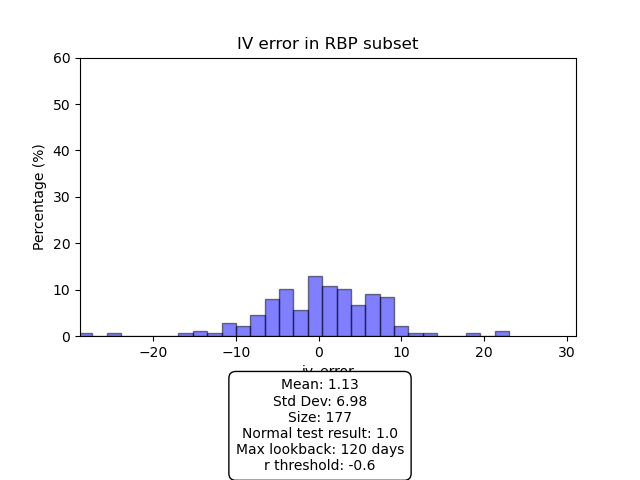 IV error in RBP subset
Percentage (%)
60
50
40
30
20
10
0
−20
−10
0
10
20
30
iv_error
Mean: 1.13
Std Dev: 6.98
Size: 177
Normal test result: 1.0
Max lookback: 120 days
r threshold: -0.6